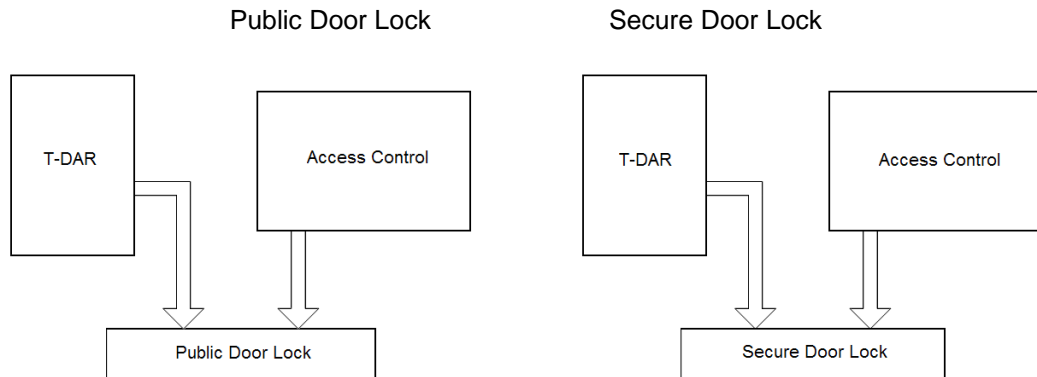 Public Door Lock
Secure Door Lock
T-DAR
Access Control
Public Door Lock
T-DAR
Access Control
Secure Door Lock